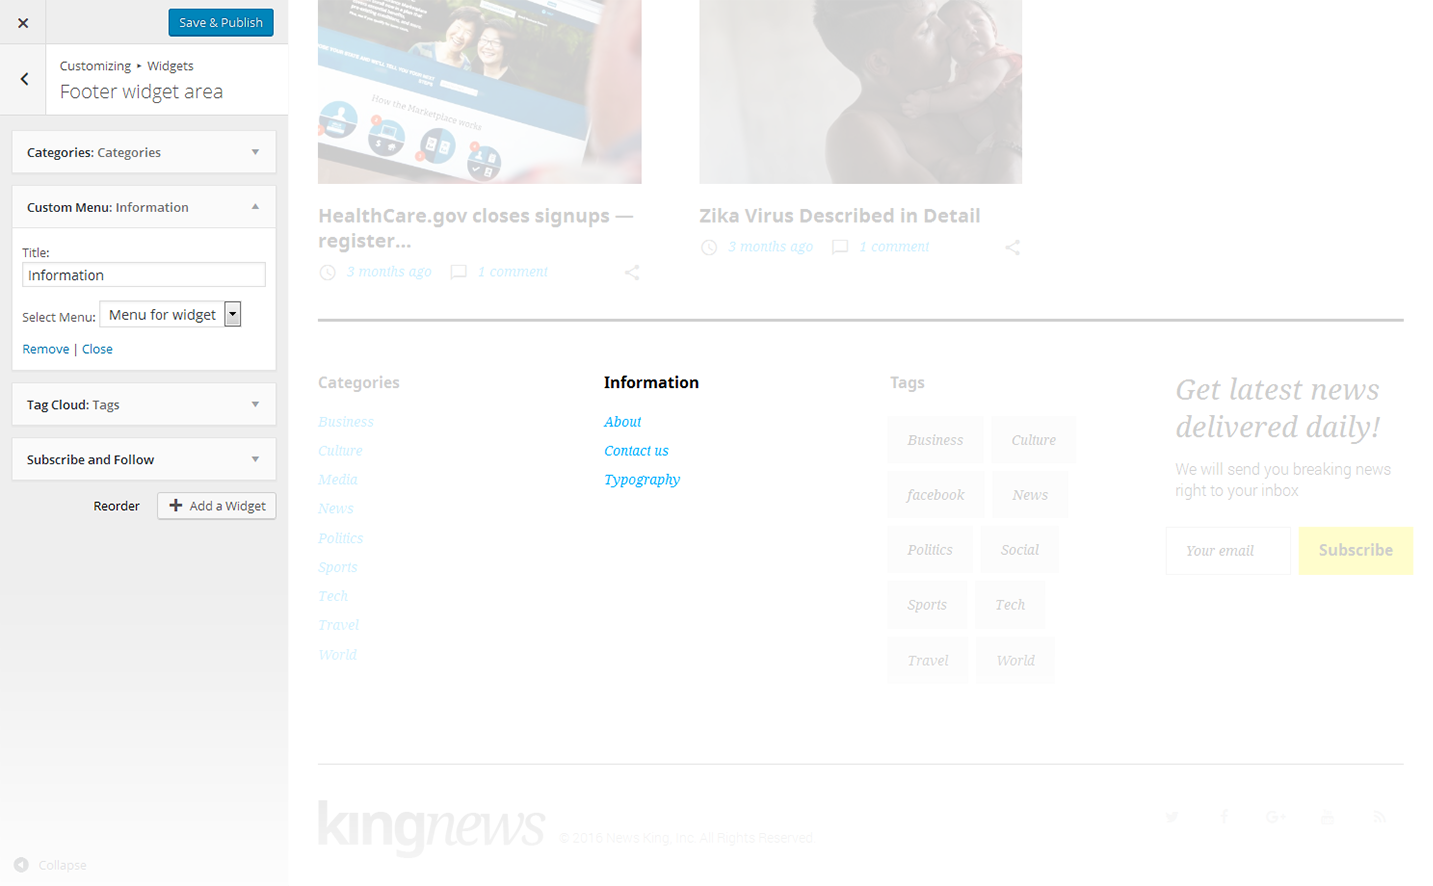 Save & Publish
Customizing ▸ Widgets
Footer widget area
Categories: Categories
Custom Menu: Information
Title:
Information
Select Menu: Menu for widget
Remove | Close
Tag Cloud: Tags
Subscribe and Follow
Reorder
Add a Widget
Collapse
How the Marketplace works
HealthCare.gov closes signups —
register...
3 months ago
1 comment
Zika Virus Described in Detail
3 months ago
1 comment
Categories
Business
Culture
Media
News
Politics
Sports
Tech
Travel
World
Information
About
Contact us
Typography
Tags
Business
Culture
facebook
News
Politics
Social
Sports
Tech
Travel
World
Get latest news
delivered daily!
We will send you breaking news
right to your inbox
Your email
Subscribe
kingnews
© 2016 News King, Inc. All Rights Reserved.